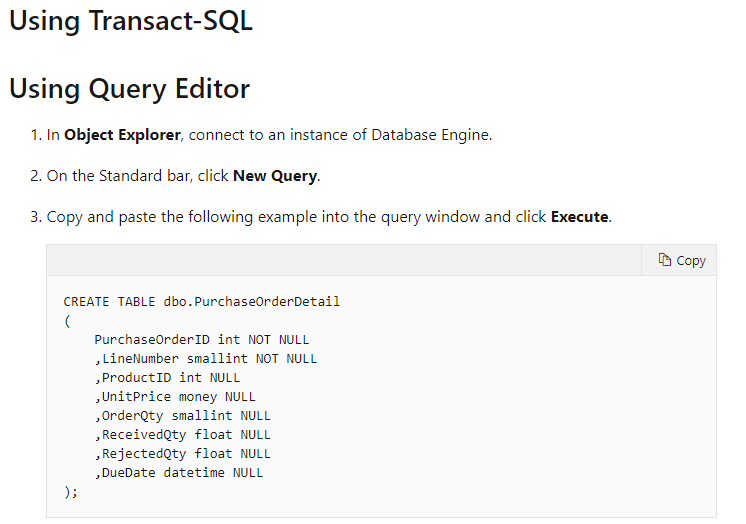 Using Transact-SQL
Using Query Editor
1. In Object Explorer, connect to an instance of Database Engine.
2. On the Standard bar, click New Query.
3. Copy and paste the following example into the query window and click Execute.
Copy
CREATE TABLE dbo.PurchaseOrderDetail
(
    PurchaseOrderID int NOT NULL
    ,LineNumber smallint NOT NULL
    ,ProductID int NULL
    ,UnitPrice money NULL
    ,OrderQty smallint NULL
    ,ReceivedQty float NULL
    ,RejectedQty float NULL
    ,DueDate datetime NULL
);